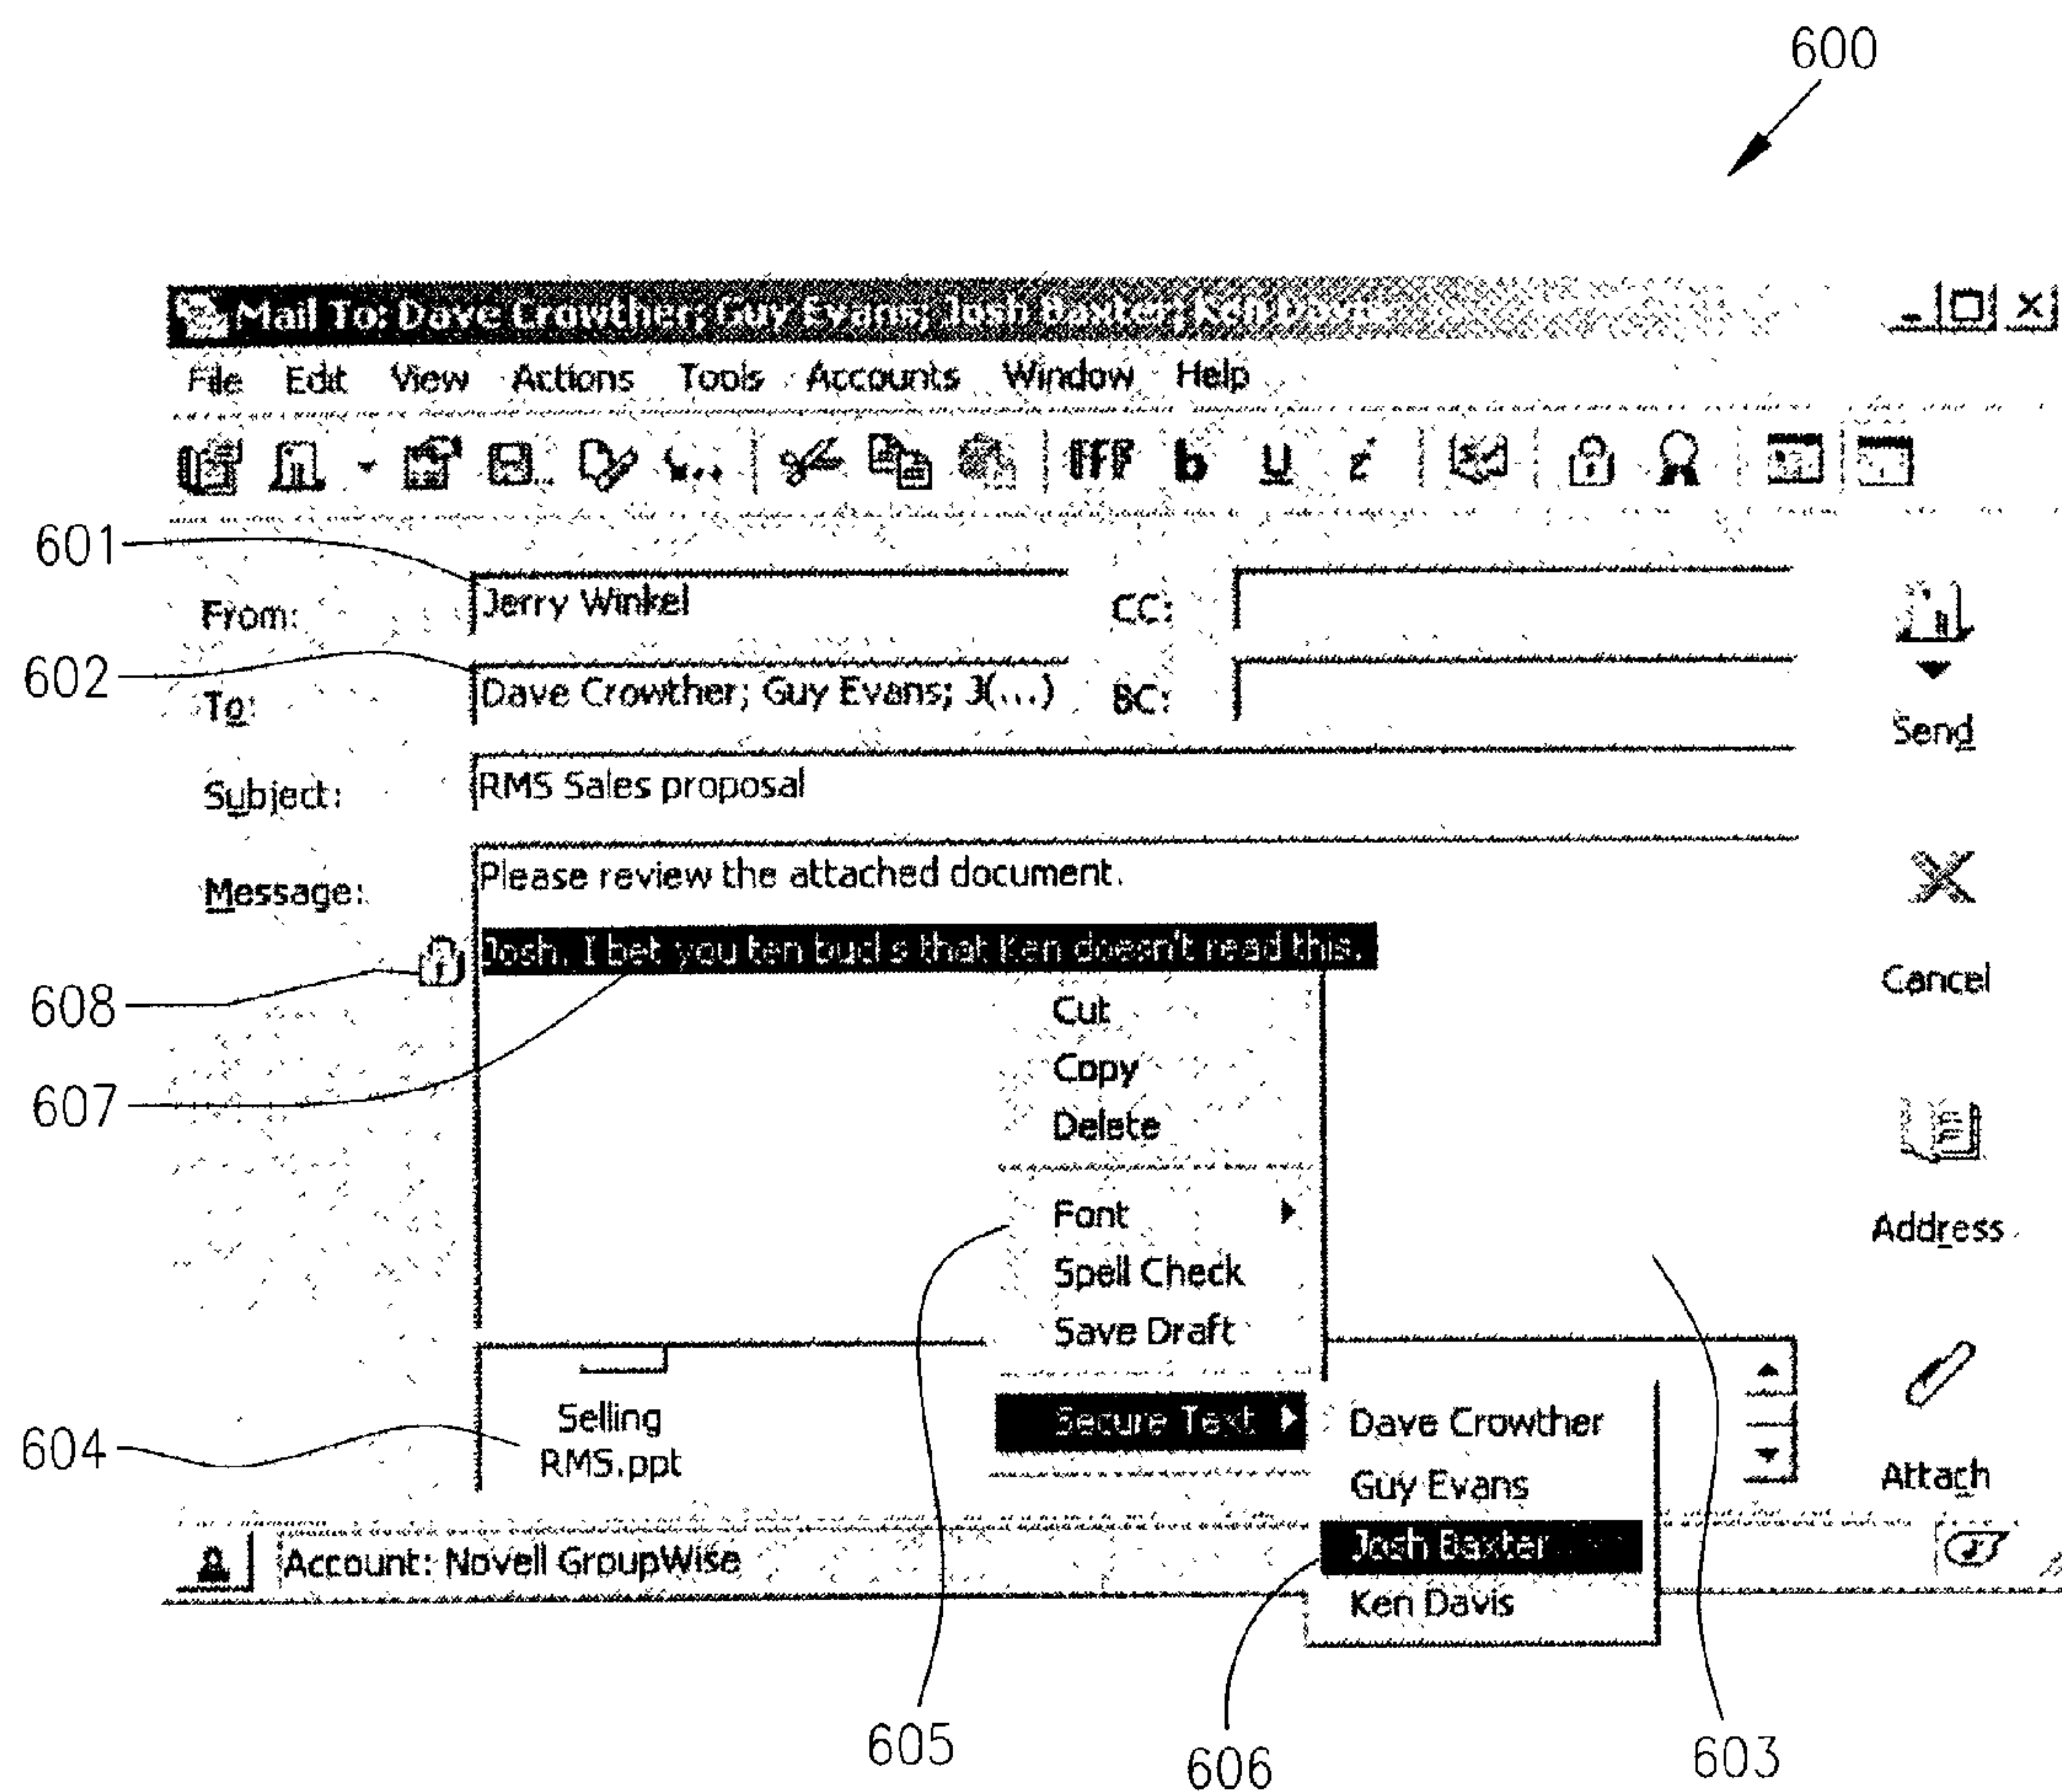 600
Mail To: Dave Crowther; Guy Evans; Josh Baxter; Ken Davis
File Edit View Actions Tools Accounts Window Help
b u i
601
From: Jerry Winkel CC:
602
To: Dave Crowther; Guy Evans; J(...) BC:
Send
Subject: RMS Sales proposal
Message: Please review the attached document.
Josh, I bet you ten bucks that Ken doesn't read this.
608
Cancel
Cut
607
Copy
Delete
Font
Address
Spell Check
Save Draft
604
Selling
RMS.ppt
Secure Text
Dave Crowther
Guy Evans
Josh Baxter
Ken Davis
Attach
Account: Novell GroupWise
605
606
603